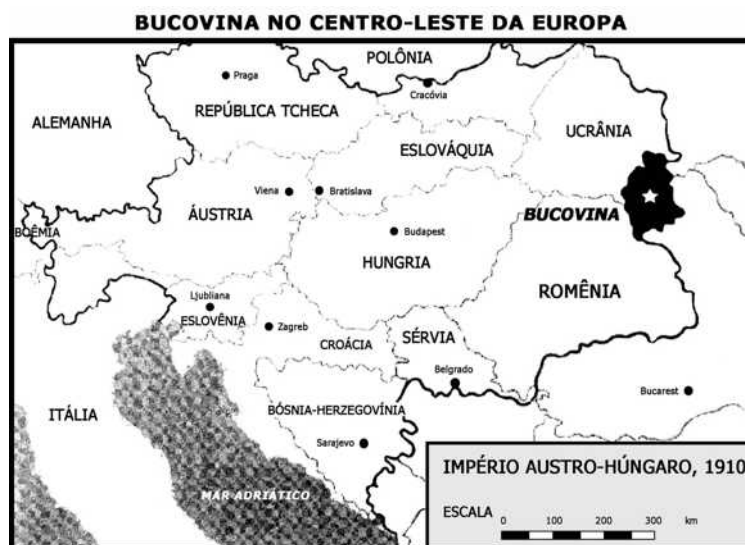 BUCOVINA NO CENTRO-LESTE DA EUROPA
POLÔNIA
Praga
Cracóvia
REPÚBLICA TCHECA
ALEMANHA
UCRÂNIA
ESLOVÁQUIA
Viena
Bratislava
ÁUSTRIA
BUCOVINA
BOÊMIA
Budapest
HUNGRIA
ROMÊNIA
Ljubliana
ESLOVÊNIA
Zagreb
CROÁCIA
SÉRVIA
Belgrado
Bucarest
ITÁLIA
BÓSNIA-HERZEGOVÍNIA
Sarajevo
MAR ADRIÁTICO
IMPÉRIO AUSTRO-HÚNGARO, 1910
ESCALA
0 100 200 300 km